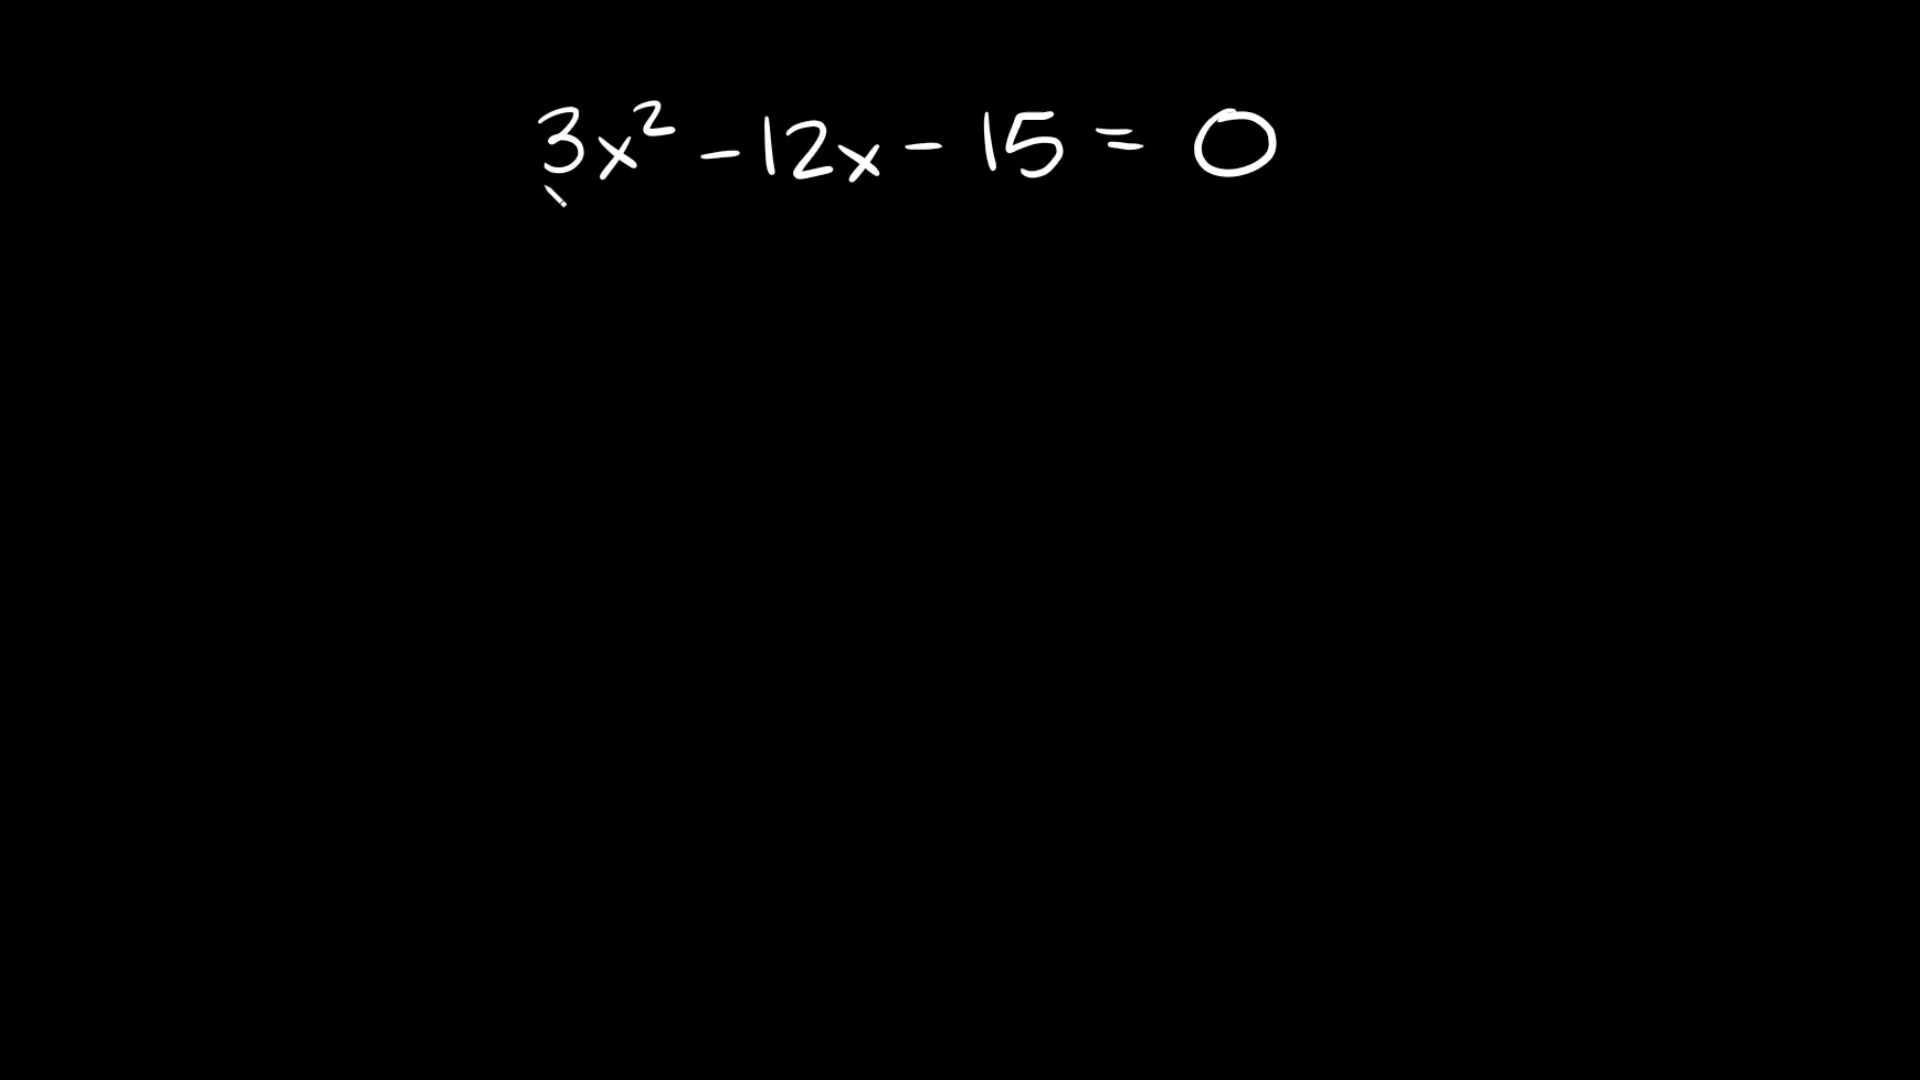 3x² - 12x - 15 = 0